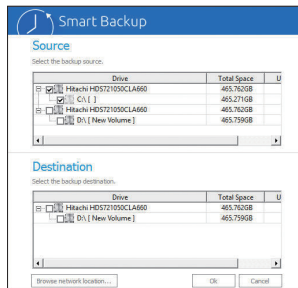 Smart Backup
Source
Select the backup source.
Drive Total Space U
Hitachi HDS721050CLA660 465.762GB
C:\ [ ] 465.271GB
Hitachi HDS721050CLA660 465.762GB
D:\ [ New Volume ] 465.759GB
Destination
Select the backup destination.
Drive Total Space U
Hitachi HDS721050CLA660 465.762GB
D:\ [ New Volume ] 465.759GB
Browse network location... Ok Cancel